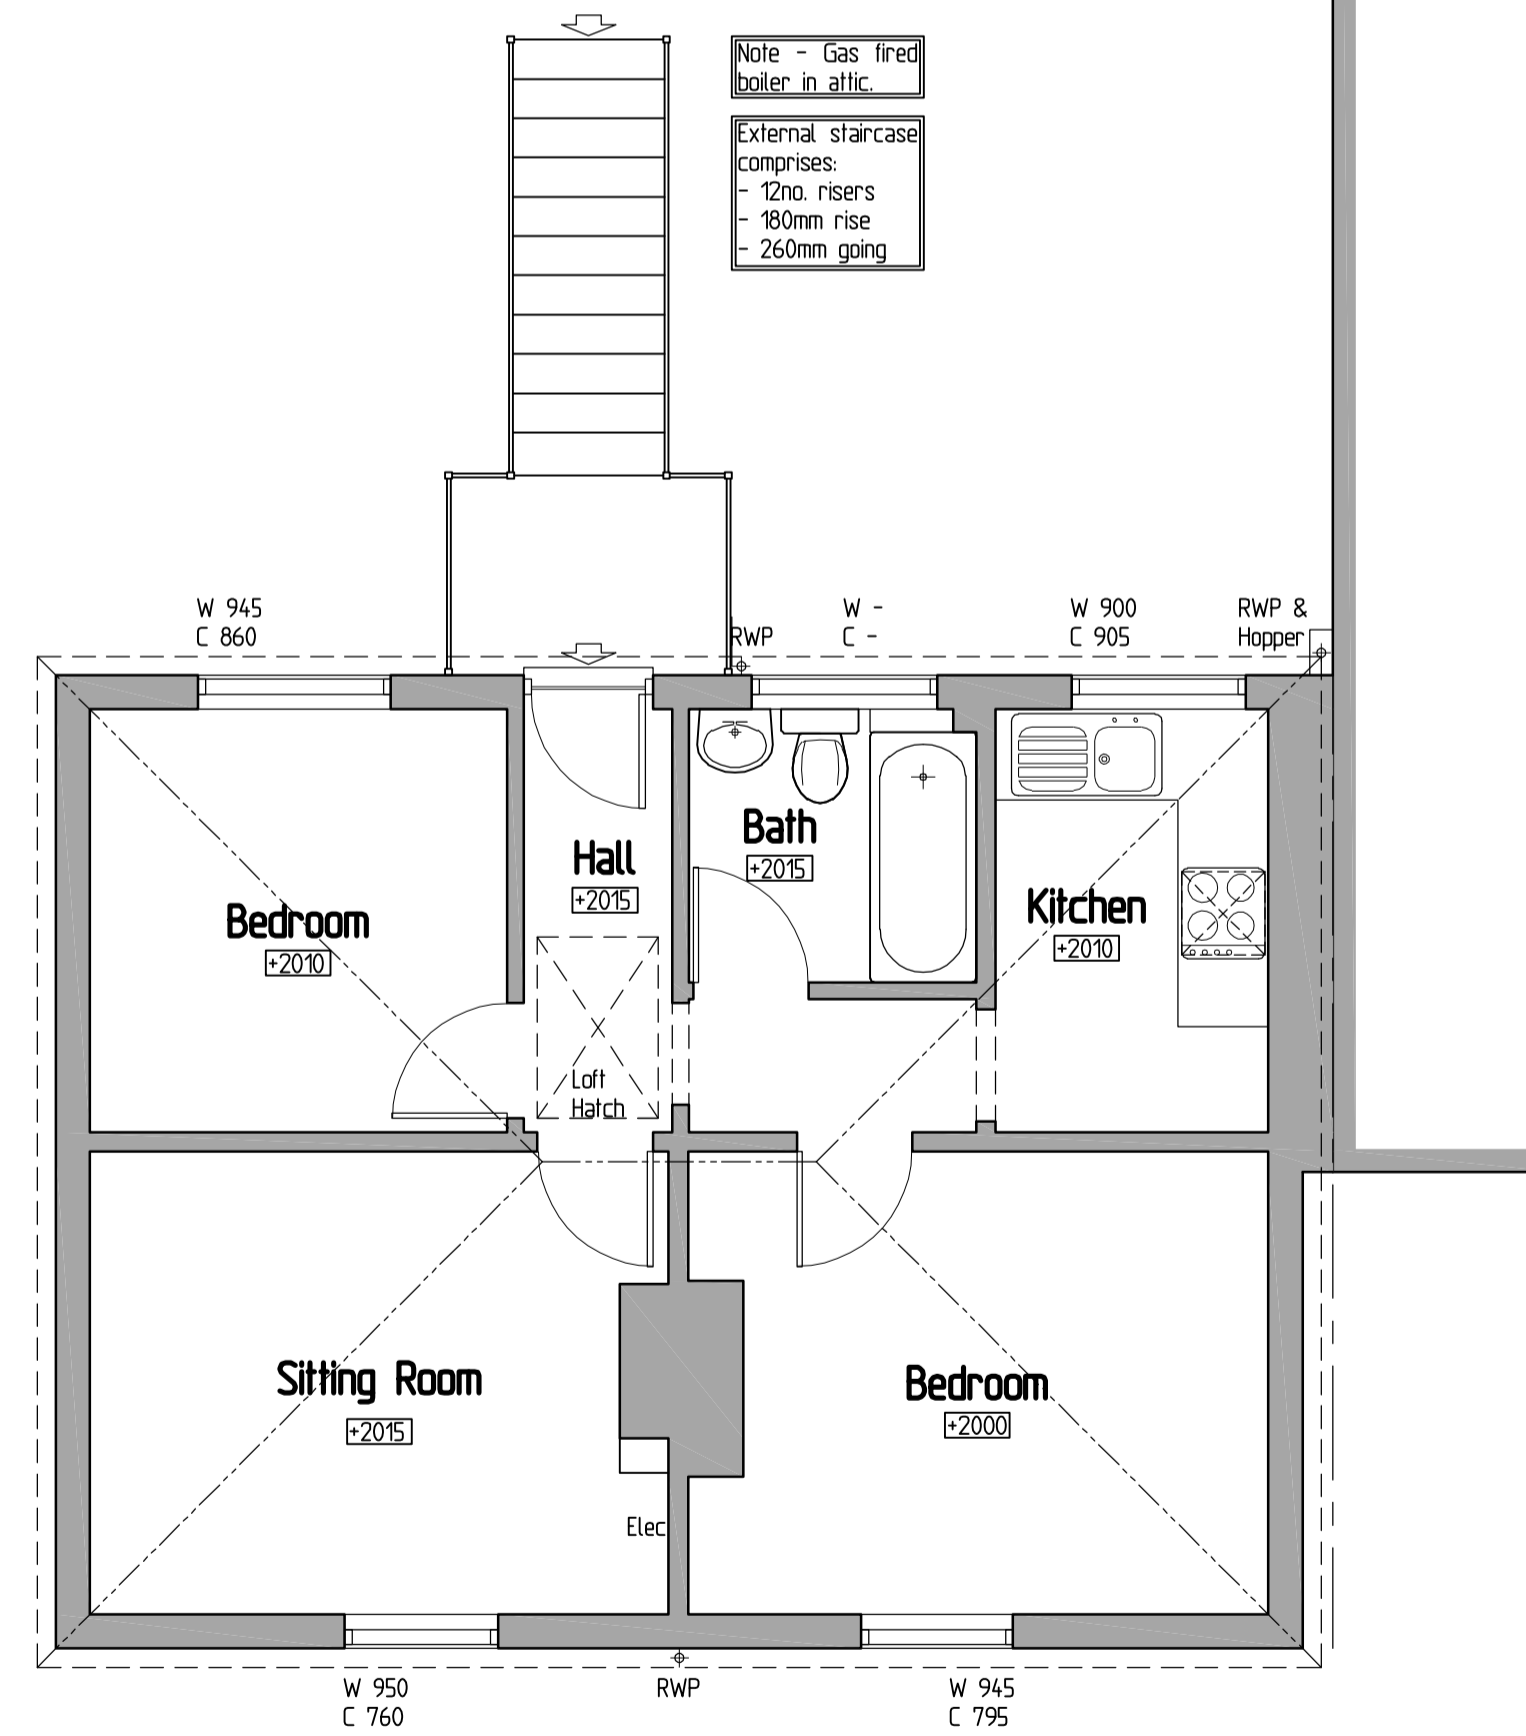 Note - Gas fired
boiler in attic.
External staircase
comprises:
- 12no. risers
- 180mm rise
- 260mm going
W 945
C 860
RWP
W -
C -
W 900
C 905
RWP &
Hopper
Bedroom
+2010
Hall
+2015
Bath
+2015
Kitchen
+2010
Loft
Hatch
Sitting Room
+2015
Bedroom
+2000
Elec
W 950
C 760
RWP
W 945
C 795